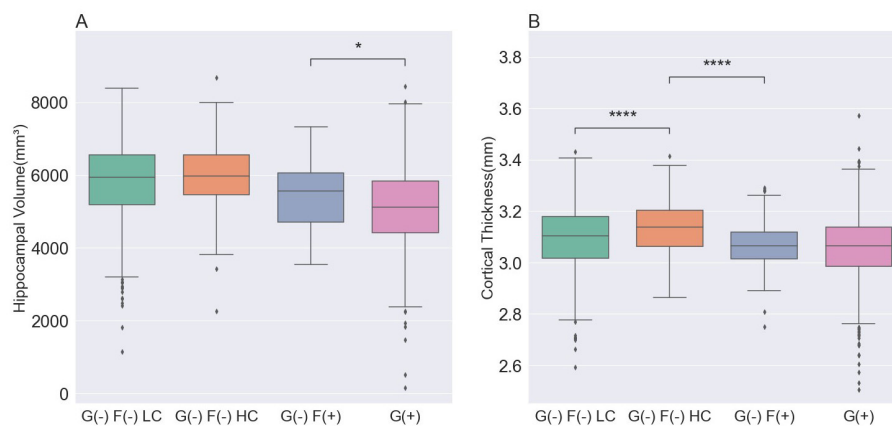 A
*
Hippocampal Volume(mm³)
8000
6000
4000
2000
0
G(-) F(-) LC G(-) F(-) HC G(-) F(+) G(+)
B
****
****
Cortical Thickness(mm)
3.8
3.6
3.4
3.2
3.0
2.8
2.6
G(-) F(-) LC G(-) F(-) HC G(-) F(+) G(+)